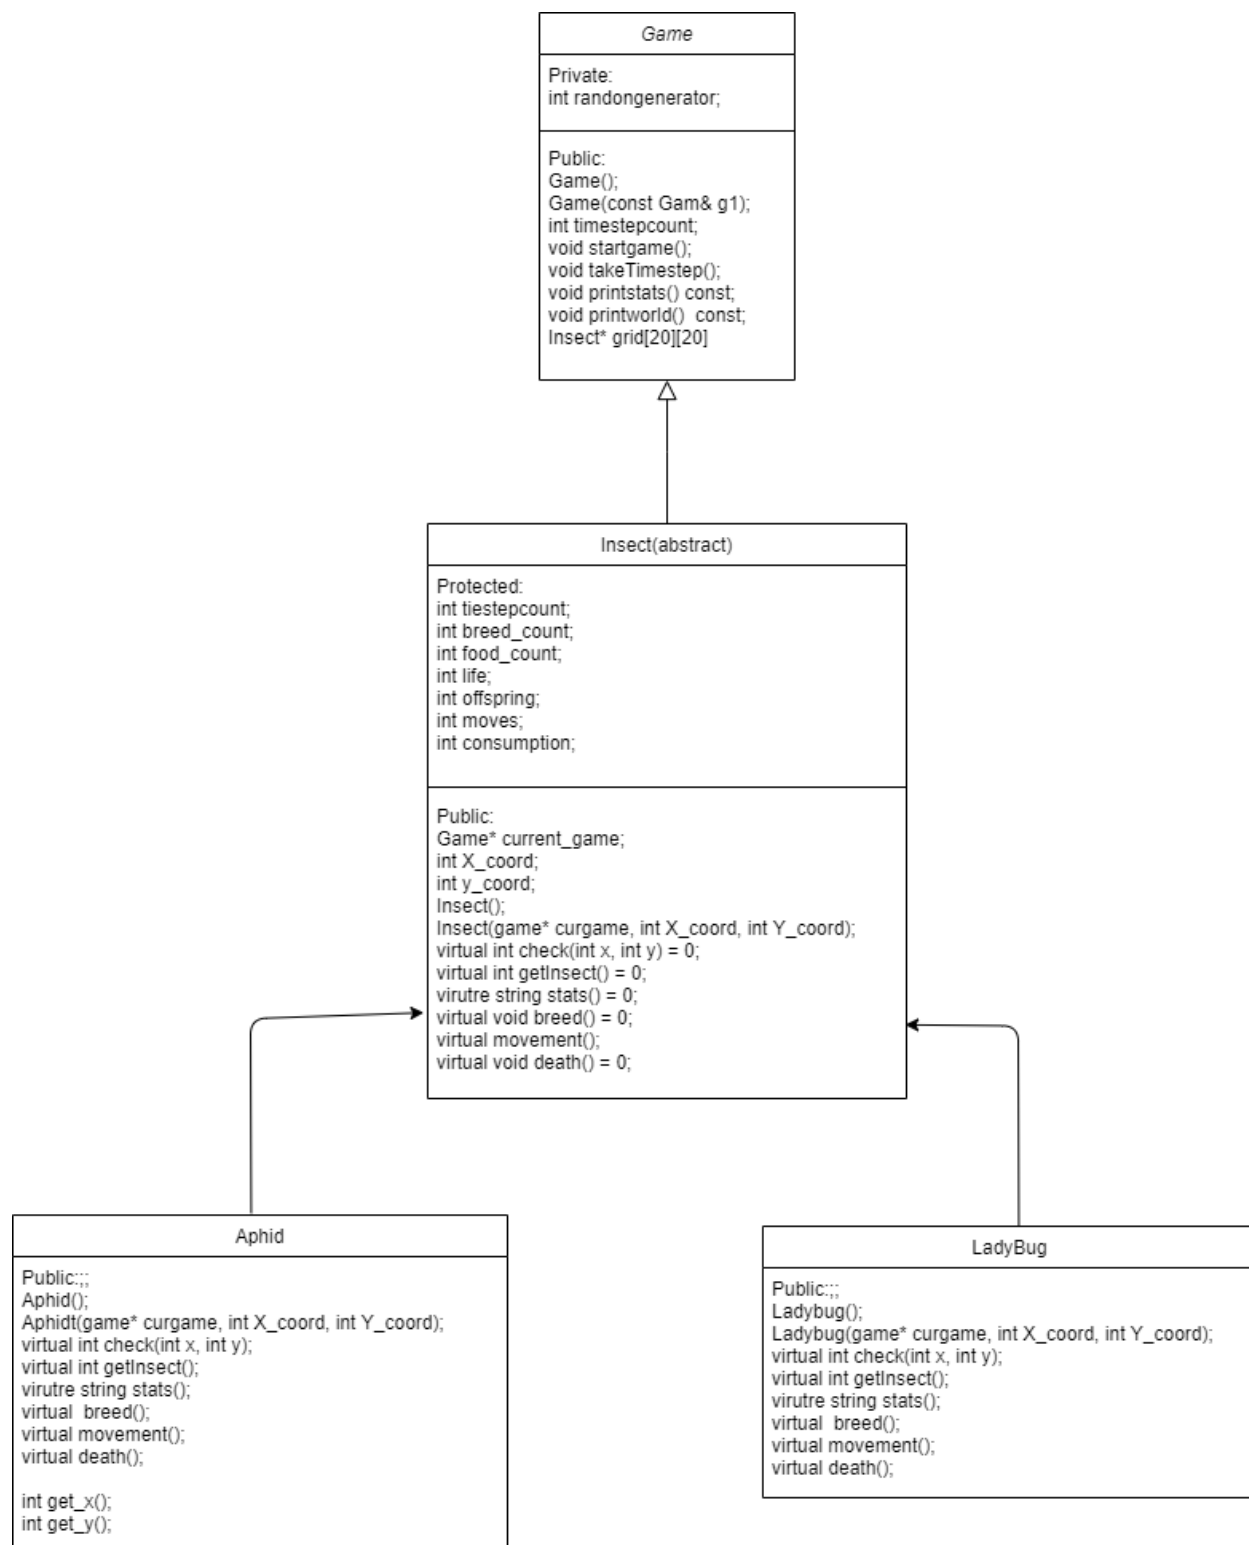 Game
Private:
int randongenerator;
Public:
Game();
Game(const Gam& g1);
int timestepcount;
void startgame();
void takeTimestep();
void printstats() const;
void printworld()  const;
Insect* grid[20][20]
Insect(abstract)
Protected:
int tiestepcount;
int breed_count;
int food_count;
int life;
int offspring;
int moves;
int consumption;
Public:
Game* current_game;
int X_coord;
int y_coord;
Insect();
Insect(game* curgame, int X_coord, int Y_coord);
virtual int check(int x, int y) = 0;
virtual int getInsect() = 0;
virutre string stats() = 0;
virtual void breed() = 0;
virtual movement();
virtual void death() = 0;
Aphid
Public:;;
Aphid();
Aphidt(game* curgame, int X_coord, int Y_coord);
virtual int check(int x, int y);
virtual int getInsect();
virutre string stats();
virtual  breed();
virtual movement();
virtual death();
int get_x();
int get_y();
LadyBug
Public:;;
Ladybug();
Ladybug(game* curgame, int X_coord, int Y_coord);
virtual int check(int x, int y);
virtual int getInsect();
virutre string stats();
virtual  breed();
virtual movement();
virtual death();